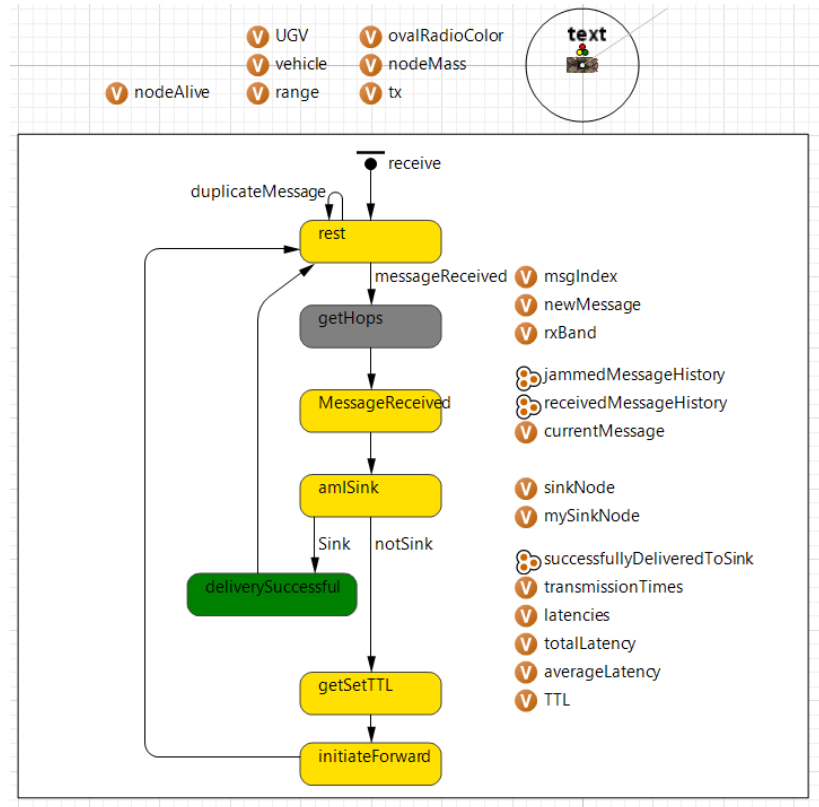 UGV
ovalRadioColor
text
vehicle
nodeMass
nodeAlive
range
tx
receive
duplicateMessage
rest
messageReceived
msgIndex
newMessage
getHops
rxBand
jammedMessageHistory
MessageReceived
receivedMessageHistory
currentMessage
amISink
sinkNode
mySinkNode
Sink
notSink
successfullyDeliveredToSink
deliverySuccessful
transmissionTimes
latencies
totalLatency
averageLatency
getSetTTL
TTL
initiateForward